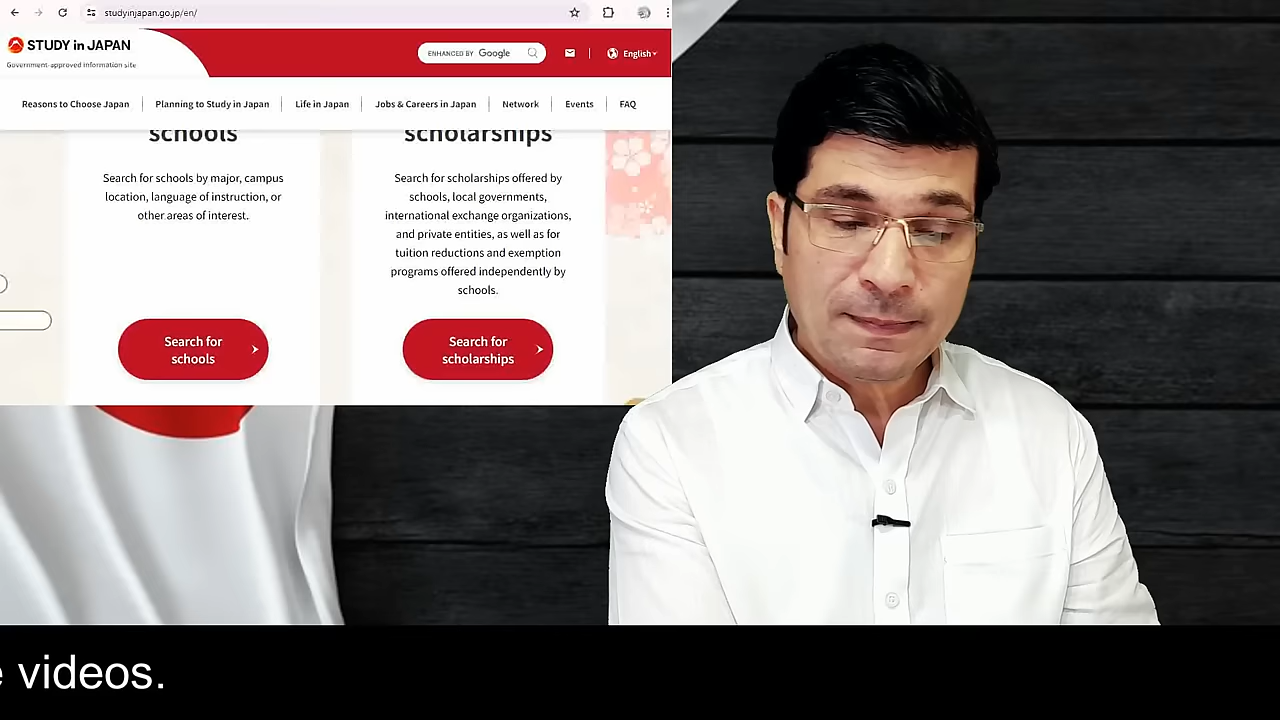 studyinjapan.go.jp/en/
STUDY in JAPAN
Government-approved information site
ENHANCED BY Google
English
Reasons to Choose Japan
Planning to Study in Japan
Life in Japan
Jobs & Careers in Japan
Network
Events
FAQ
schools
Search for schools by major, campus
location, language of instruction, or
other areas of interest.
Search for
schools
scholarships
Search for scholarships offered by
schools, local governments,
international exchange organizations,
and private entities, as well as for
tuition reductions and exemption
programs offered independently by
schools.
Search for
scholarships
videos.